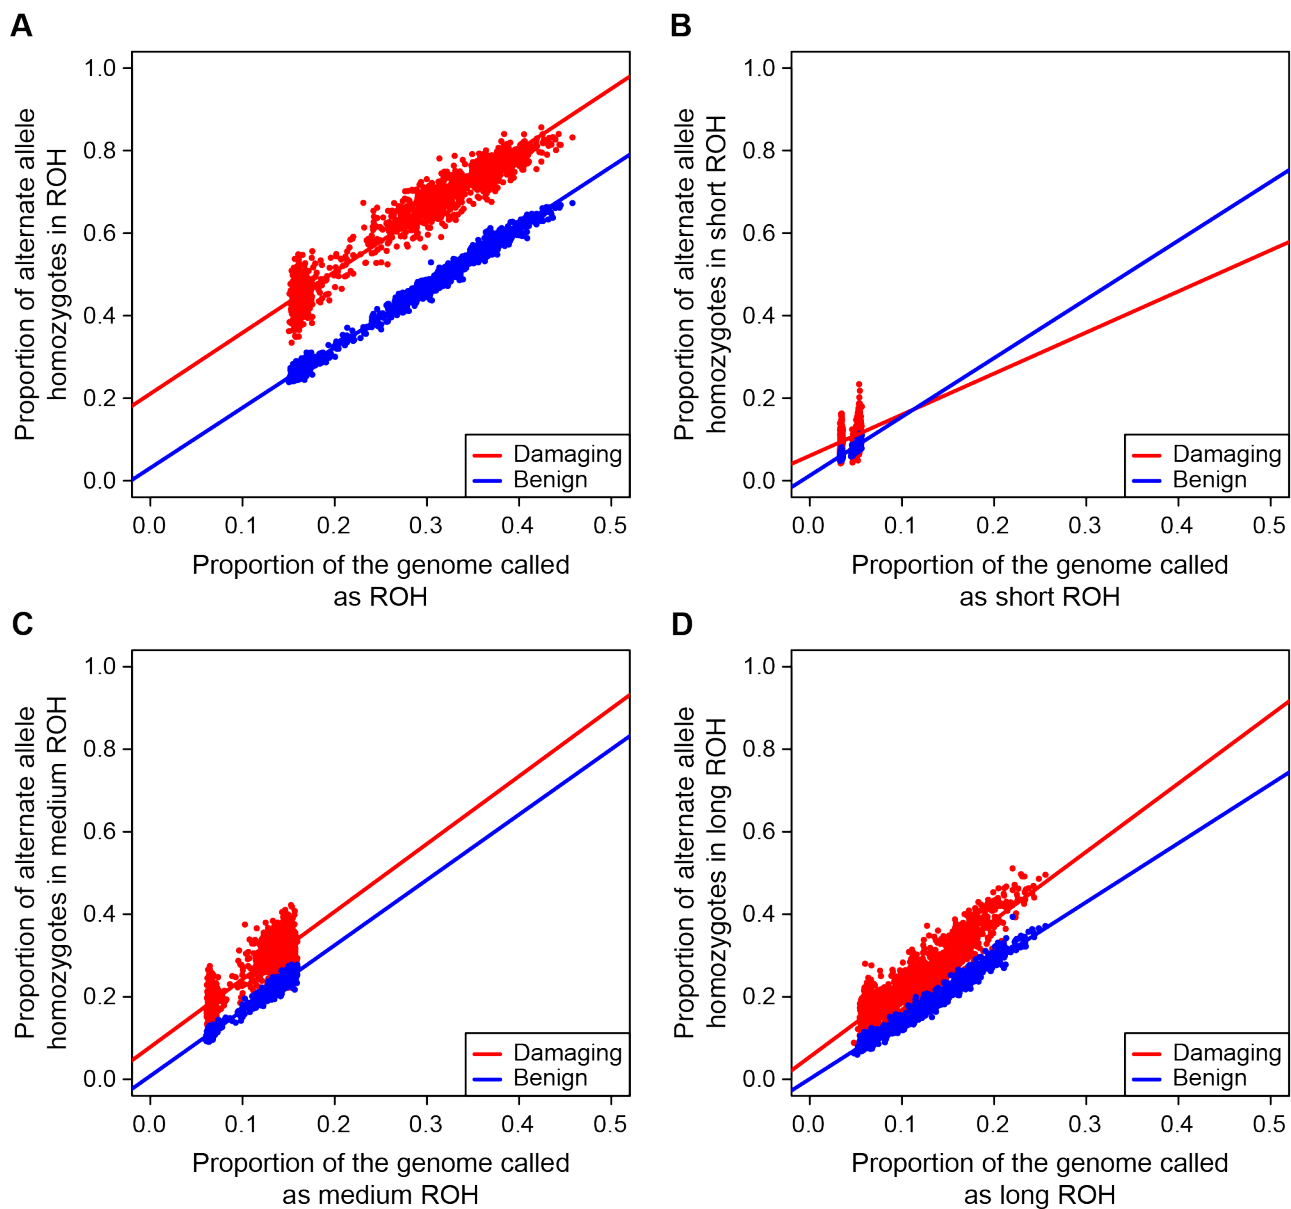 A
Proportion of alternate allele
homozygotes in ROH
1.0
0.8
0.6
0.4
0.2
0.0
Damaging
Benign
0.0 0.1 0.2 0.3 0.4 0.5
Proportion of the genome called
as ROH
B
Proportion of alternate allele
homozygotes in short ROH
1.0
0.8
0.6
0.4
0.2
0.0
Damaging
Benign
0.0 0.1 0.2 0.3 0.4 0.5
Proportion of the genome called
as short ROH
C
Proportion of alternate allele
homozygotes in medium ROH
1.0
0.8
0.6
0.4
0.2
0.0
Damaging
Benign
0.0 0.1 0.2 0.3 0.4 0.5
Proportion of the genome called
as medium ROH
D
Proportion of alternate allele
homozygotes in long ROH
1.0
0.8
0.6
0.4
0.2
0.0
Damaging
Benign
0.0 0.1 0.2 0.3 0.4 0.5
Proportion of the genome called
as long ROH